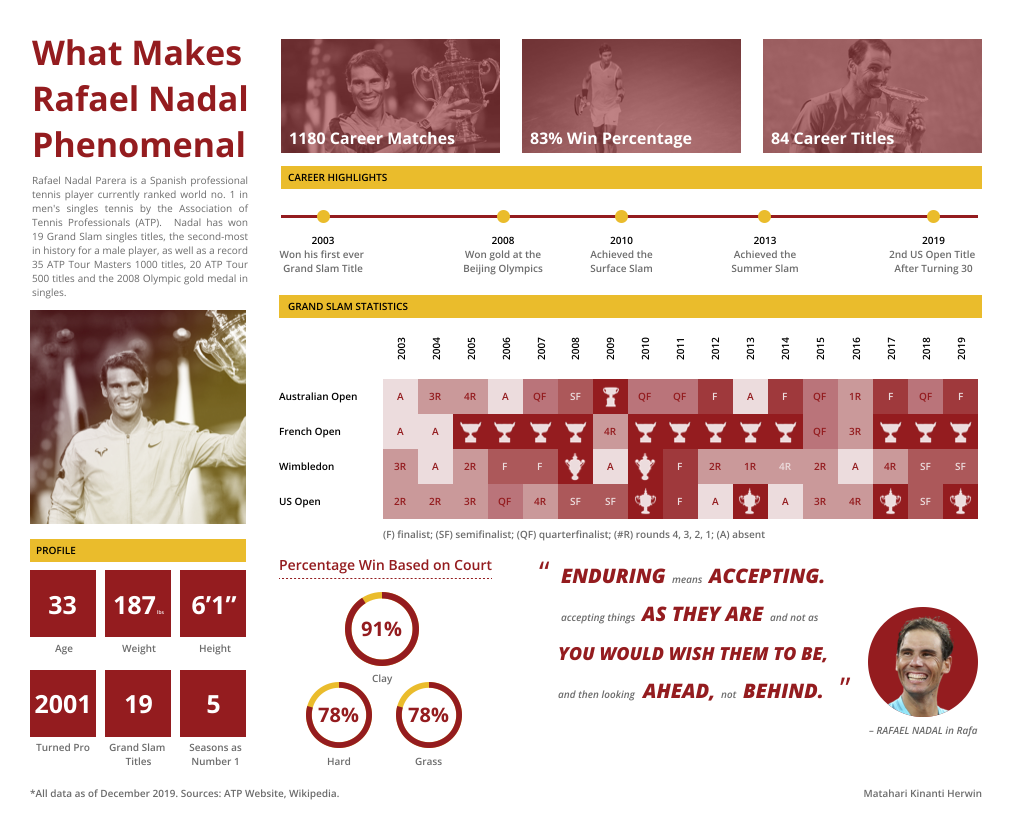 What Makes
Rafael Nadal
Phenomenal
Rafael Nadal Parera is a Spanish professional
tennis player currently ranked world no. 1 in
men's singles tennis by the Association of
Tennis Professionals (ATP). Nadal has won
19 Grand Slam singles titles, the second-most
in history for a male player, as well as a record
35 ATP Tour Masters 1000 titles, 20 ATP Tour
500 titles and the 2008 Olympic gold medal in
singles.
PROFILE
33
187 lbs
6’1”
Age
Weight
Height
2001
19
5
Turned Pro
Grand Slam
Titles
Seasons as
Number 1
1180 Career Matches
83% Win Percentage
84 Career Titles
CAREER HIGHLIGHTS
2003
Won his first ever
Grand Slam Title
2008
Won gold at the
Beijing Olympics
2010
Achieved the
Surface Slam
2013
Achieved the
Summer Slam
2019
2nd US Open Title
After Turning 30
GRAND SLAM STATISTICS
2003 2004 2005 2006 2007 2008 2009 2010 2011 2012 2013 2014 2015 2016 2017 2018 2019
Australian Open A 3R 4R A QF SF QF QF F A F QF 1R F QF F
French Open A A 4R QF 3R
Wimbledon 3R A 2R F F A F 2R 1R 4R 2R A 4R SF SF
US Open 2R 2R 3R QF 4R SF SF F A A 3R 4R SF
(F) finalist; (SF) semifinalist; (QF) quarterfinalist; (#R) rounds 4, 3, 2, 1; (A) absent
Percentage Win Based on Court
91%
Clay
78%
78%
Hard
Grass
“ ENDURING means ACCEPTING.
accepting things AS THEY ARE and not as
YOU WOULD WISH THEM TO BE,
and then looking AHEAD, not BEHIND. ”
– RAFAEL NADAL in Rafa
*All data as of December 2019. Sources: ATP Website, Wikipedia.
Matahari Kinanti Herwin